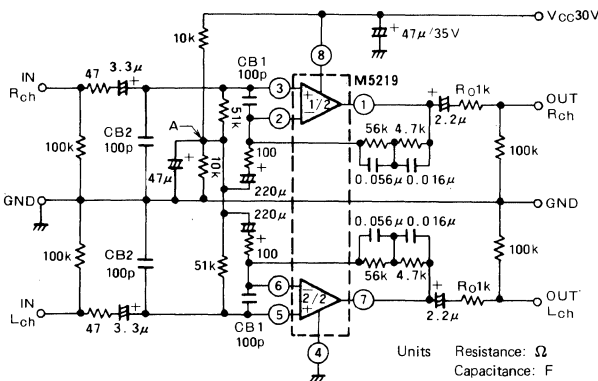 VCC30V
10k
47μ/35V
IN
Rch
47
3.3μ
+
CB1
100p
8
M5219
3
2
+
−
1/2
1
+
2.2μ
RO1k
OUT
Rch
100k
CB2
100p
A
51k
10k
47μ
+
100
+
220μ
56k
4.7k
0.056μ
0.016μ
100k
GND
GND
220μ
+
100
0.056μ
0.016μ
56k
4.7k
100k
CB2
100p
51k
100k
IN
Lch
47
3.3μ
+
CB1
100p
6
5
−
+
2/2
7
+
2.2μ
RO1k
OUT
Lch
4
Units Resistance: Ω
Capacitance: F